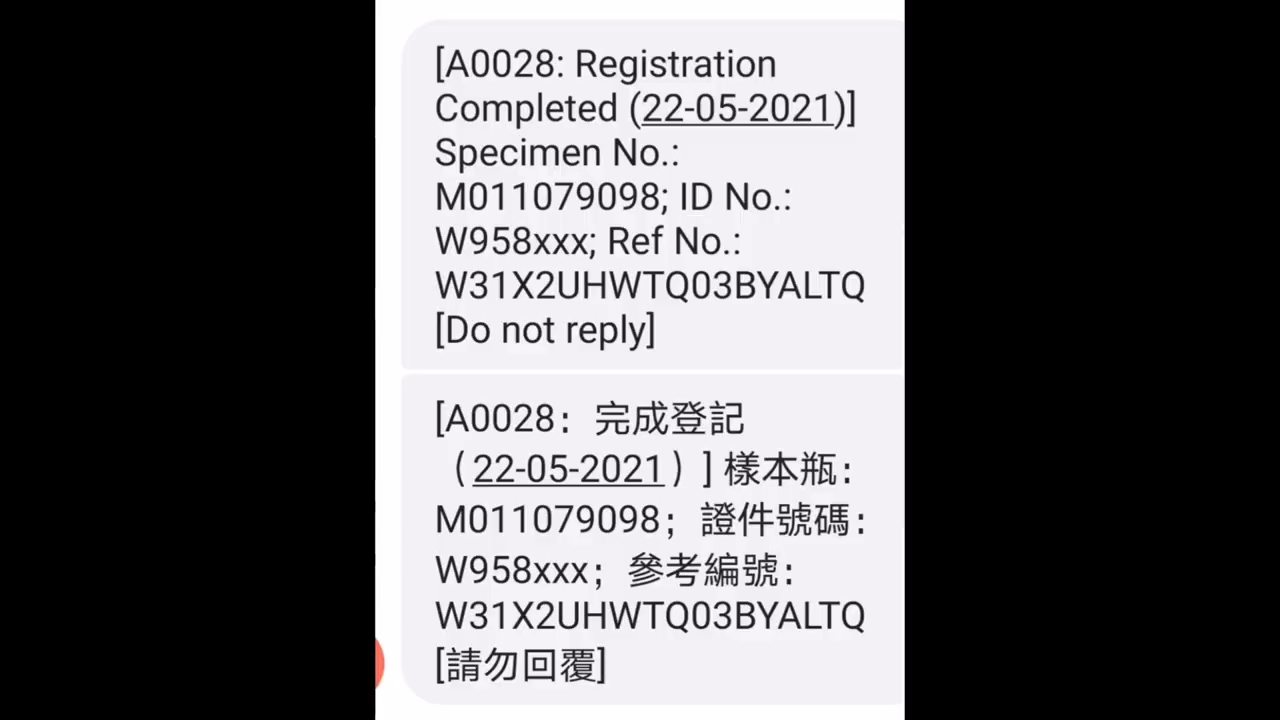 [A0028: Registration
Completed (22-05-2021)]
Specimen No.:
M011079098; ID No.:
W958xxx; Ref No.:
W31X2UHWTQ03BYALTQ
[Do not reply]
[A0028：完成登記
（22-05-2021）] 樣本瓶：
M011079098；證件號碼：
W958xxx；參考編號：
W31X2UHWTQ03BYALTQ
[請勿回覆]